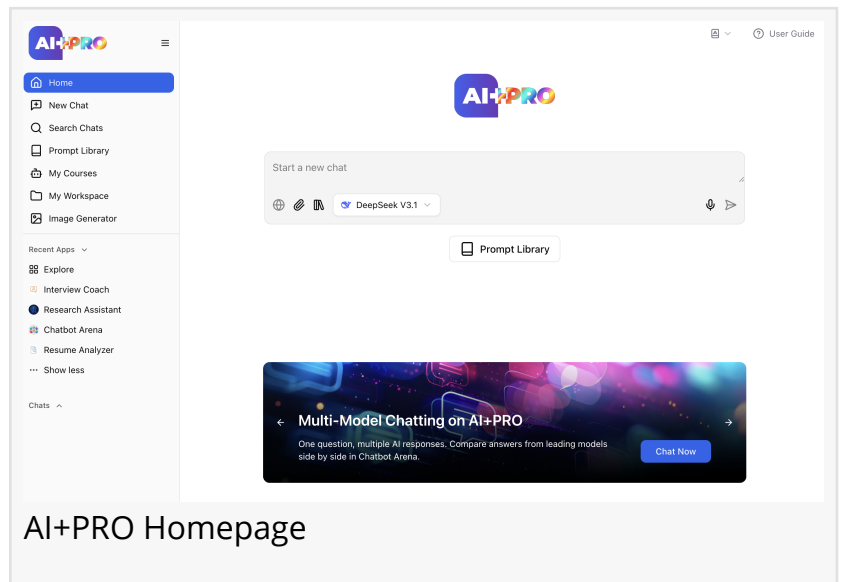 AI+PRO
Home
New Chat
Search Chats
Prompt Library
My Courses
My Workspace
Image Generator
Recent Apps
Explore
Interview Coach
Research Assistant
Chatbot Arena
Resume Analyzer
Show less
Chats
User Guide
AI+PRO
Start a new chat
DeepSeek V3.1
Prompt Library
Multi-Model Chatting on AI+PRO
One question, multiple AI responses. Compare answers from leading models
side by side in Chatbot Arena.
Chat Now
AI+PRO Homepage